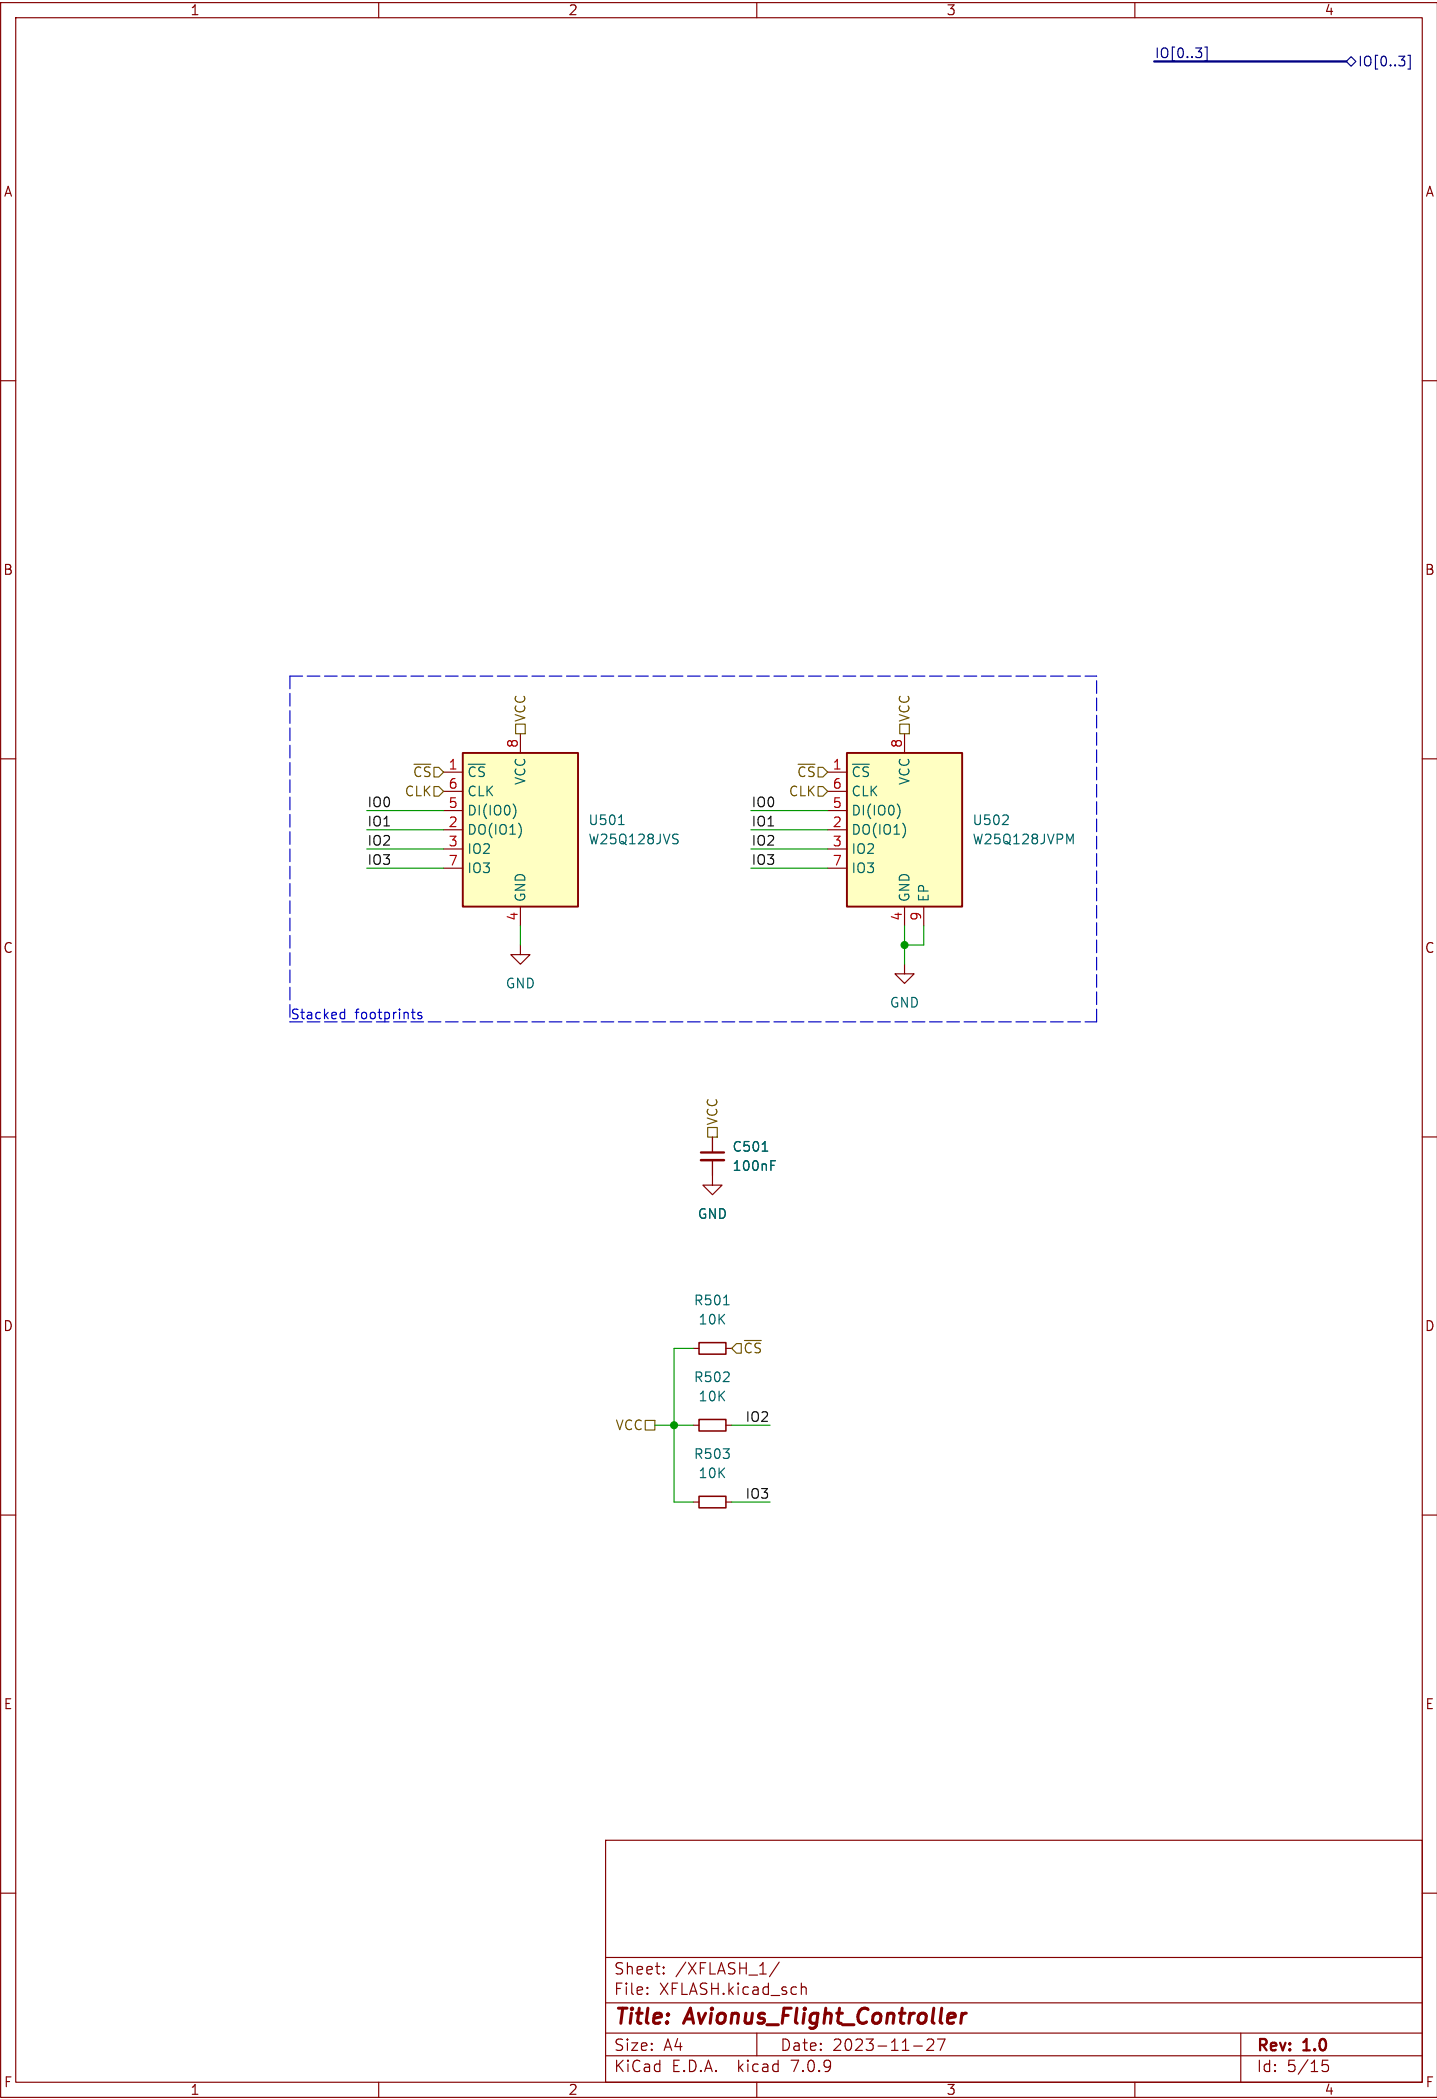 1 2 3 4
IO[0..3] IO[0..3]
A A
B B
VCC VCC
8 8
CS 1 CS VCC CS 1 CS VCC
CLK 6 CLK CLK 6 CLK
IO0 5 DI(IO0) IO0 5 DI(IO0)
U501 U502
IO1 2 DO(IO1) IO1 2 DO(IO1)
W25Q128JVS W25Q128JVPM
IO2 3 IO2 IO2 3 IO2
IO3 7 IO3 IO3 7 IO3
GND GND EP
4 4 9
C C
GND GND
Stacked footprints
VCC
C501
100nF
GND
R501
10K
D D
CS
R502
10K
IO2
VCC
R503
10K
IO3
E E
Sheet: /XFLASH_1/
File: XFLASH.kicad_sch
Title: Avionus_Flight_Controller
Size: A4 Date: 2023-11-27 Rev: 1.0
KiCad E.D.A. kicad 7.0.9 Id: 5/15
F F
1 2 3 4